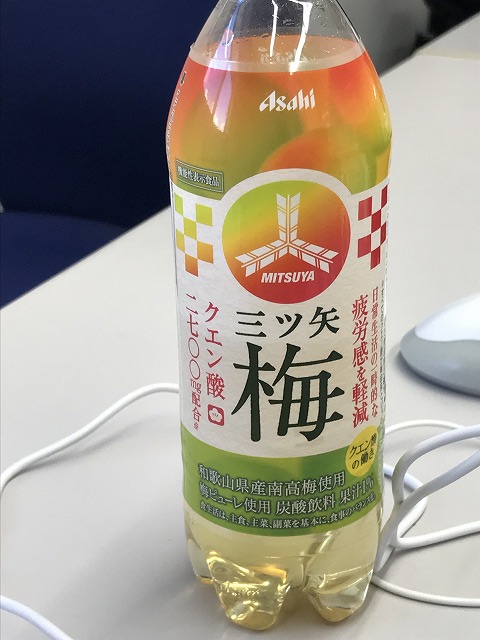 Asahi
機能性表示食品
MITSUYA
三ツ矢
梅
日常生活の一時的な
疲労感を軽減
クエン酸
二七〇〇mg配合
クエン酸
の働き
和歌山県産南高梅使用
梅ピューレ使用 炭酸飲料 果汁1%
食生活は、主食、主菜、副菜を基本に、食事のバランスを。